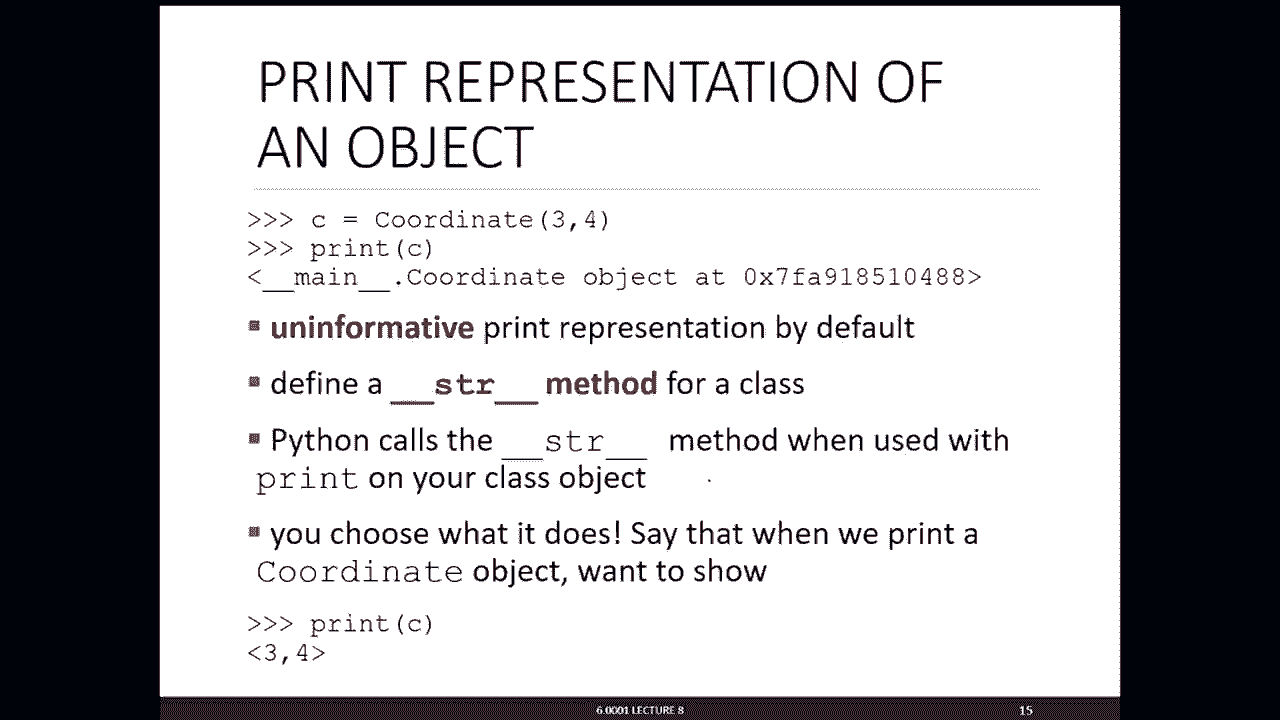 PRINT REPRESENTATION OF
AN OBJECT
>>> c = Coordinate(3,4)
>>> print(c)
<__main__.Coordinate object at 0x7fa918510488>
▪ uninformative print representation by default
▪ define a __str__ method for a class
▪ Python calls the __str__ method when used with
print on your class object
▪ you choose what it does! Say that when we print a
Coordinate object, want to show
>>> print(c)
<3,4>
6.0001 LECTURE 8
15